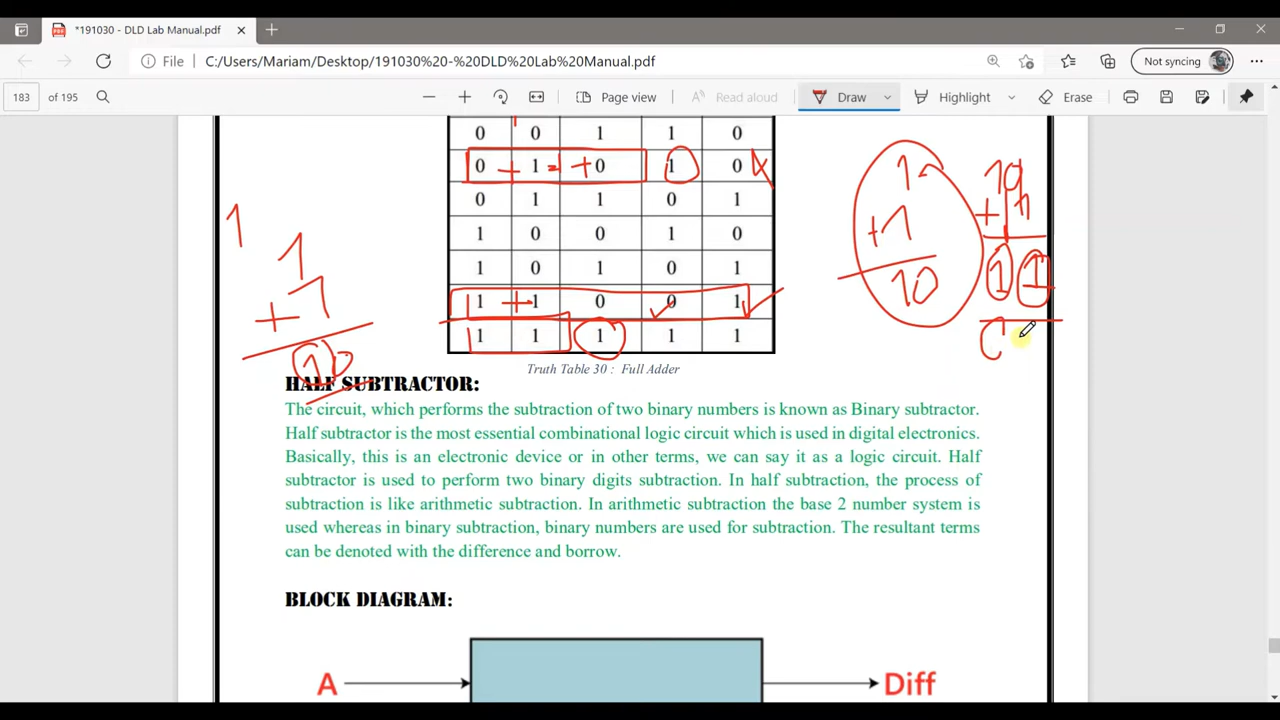 *191030 - DLD Lab Manual.pdf
File C:/Users/Mariam/Desktop/191030%20-%20DLD%20Lab%20Manual.pdf
Not syncing
183 of 195
Page view
Read aloud
Draw
Highlight
Erase
0 0 1 1 0
0 + 1 = + 0 1 0
0 1 1 0 1
1 0 0 1 0
1 0 1 0 1
1 + 1 0 0 1
1 1 1 1 1
1
1
+ 1
10
1
+ 1
10
10
+ 1
1 1
C
Truth Table 30 : Full Adder
HALF SUBTRACTOR:
The circuit, which performs the subtraction of two binary numbers is known as Binary subtractor.
Half subtractor is the most essential combinational logic circuit which is used in digital electronics.
Basically, this is an electronic device or in other terms, we can say it as a logic circuit. Half
subtractor is used to perform two binary digits subtraction. In half subtraction, the process of
subtraction is like arithmetic subtraction. In arithmetic subtraction the base 2 number system is
used whereas in binary subtraction, binary numbers are used for subtraction. The resultant terms
can be denoted with the difference and borrow.
BLOCK DIAGRAM:
A Diff